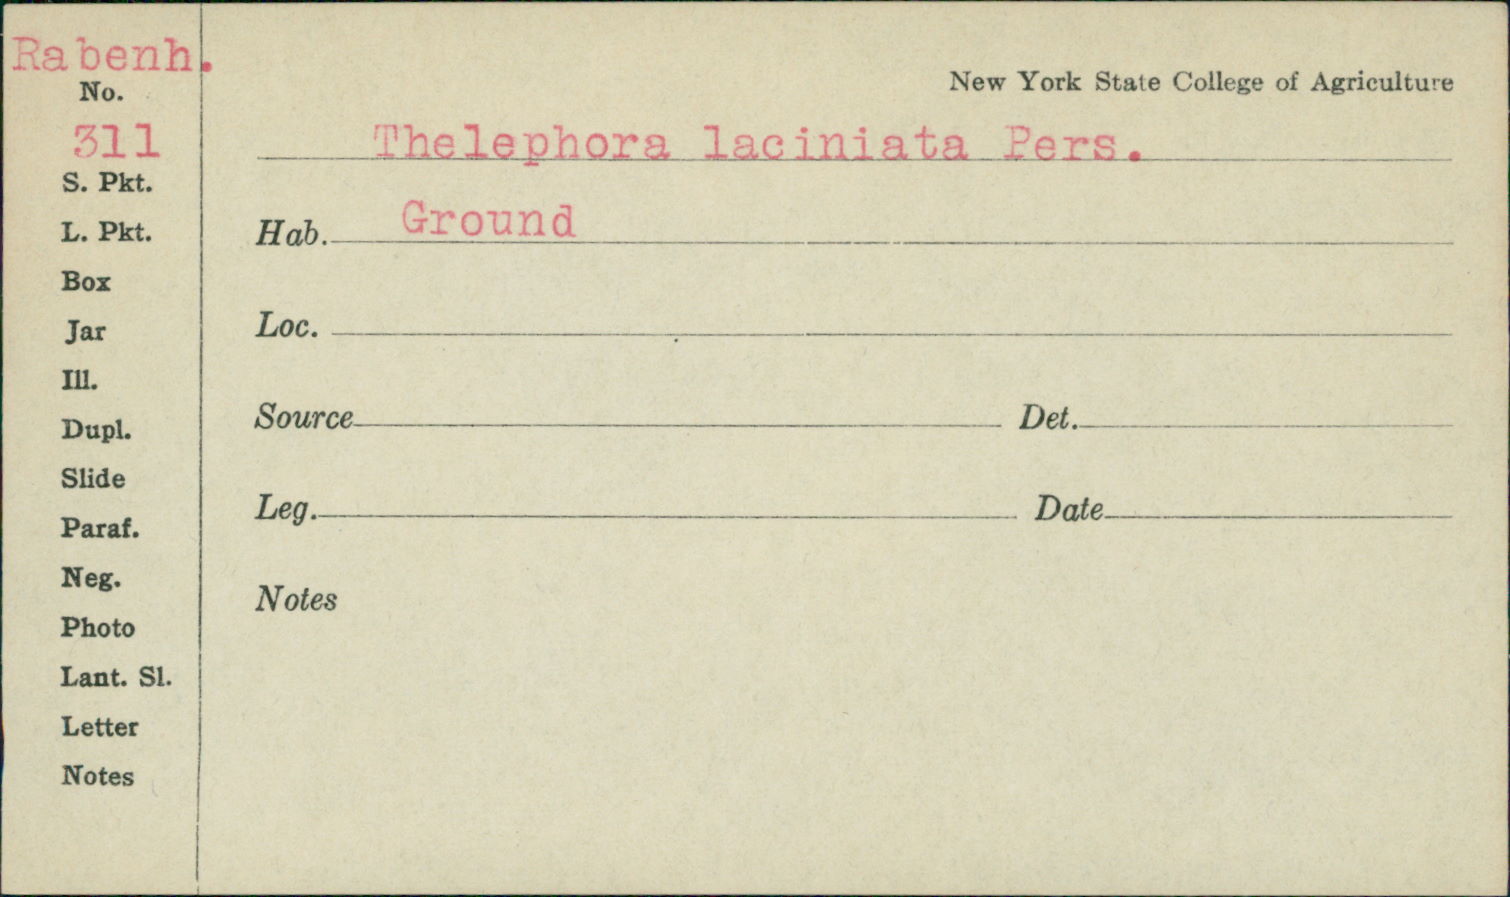 Rabenh.
No.
311
S. Pkt.
L. Pkt.
Box
Jar
Ill.
Dupl.
Slide
Paraf.
Neg.
Photo
Lant. Sl.
Letter
Notes
New York State College of Agriculture
Thelephora laciniata Pers.
Hab. Ground
Loc.
Source Det.
Leg. Date
Notes